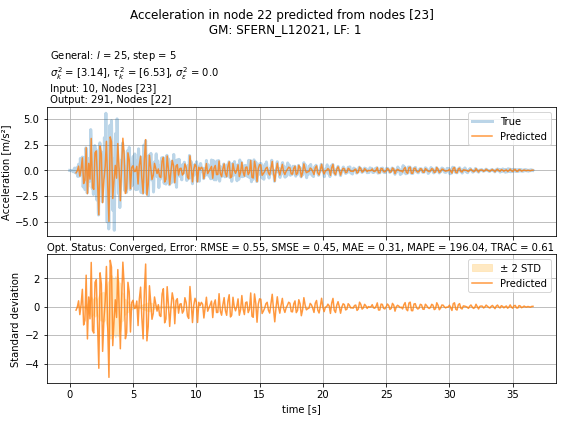 Acceleration in node 22 predicted from nodes [23]
GM: SFERN_L12021, LF: 1
General: l = 25, step = 5
σ²ₖ = [3.14], τ²ₖ = [6.53], σ²ε = 0.0
Input: 10, Nodes [23]
Output: 291, Nodes [22]
Acceleration [m/s²]
5.0
2.5
0.0
−2.5
−5.0
True
Predicted
Opt. Status: Converged, Error: RMSE = 0.55, SMSE = 0.45, MAE = 0.31, MAPE = 196.04, TRAC = 0.61
Standard deviation
2
0
−2
−4
± 2 STD
Predicted
0 5 10 15 20 25 30 35
time [s]